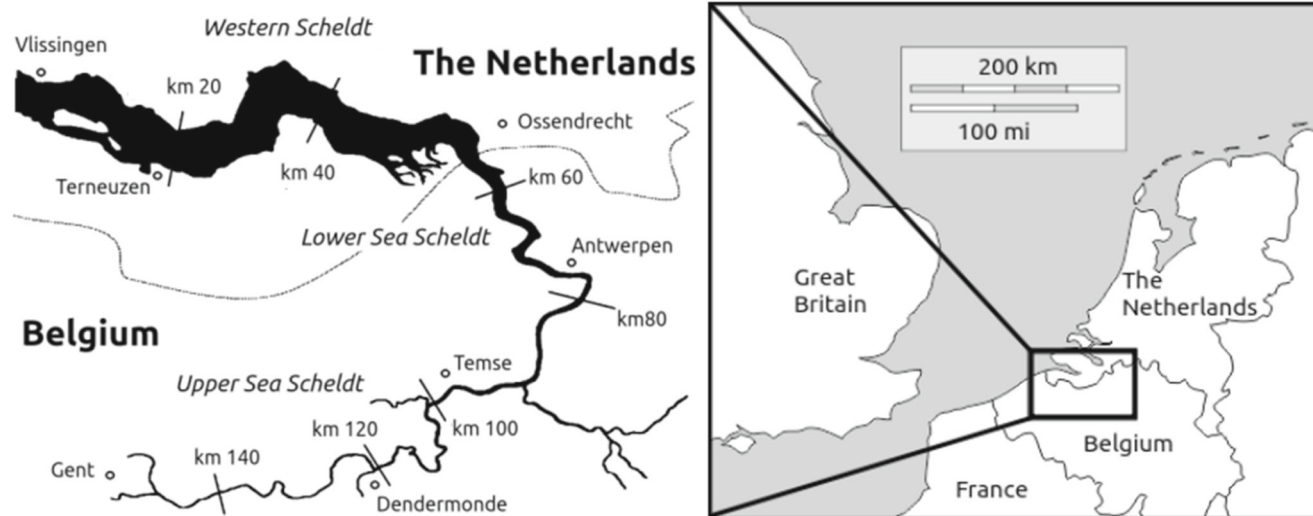 Western Scheldt
Vlissingen
The Netherlands
km 20
Ossendrecht
km 40
Terneuzen
km 60
Lower Sea Scheldt
Antwerpen
km80
Belgium
Temse
Upper Sea Scheldt
km 120
km 100
km 140
Gent
Dendermonde
200 km
100 mi
Great
Britain
The
Netherlands
Belgium
France